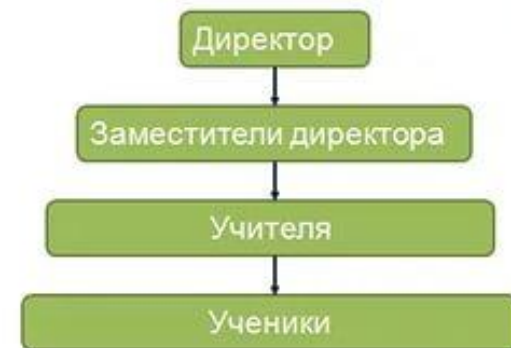 Директор
Заместители директора
Учителя
Ученики